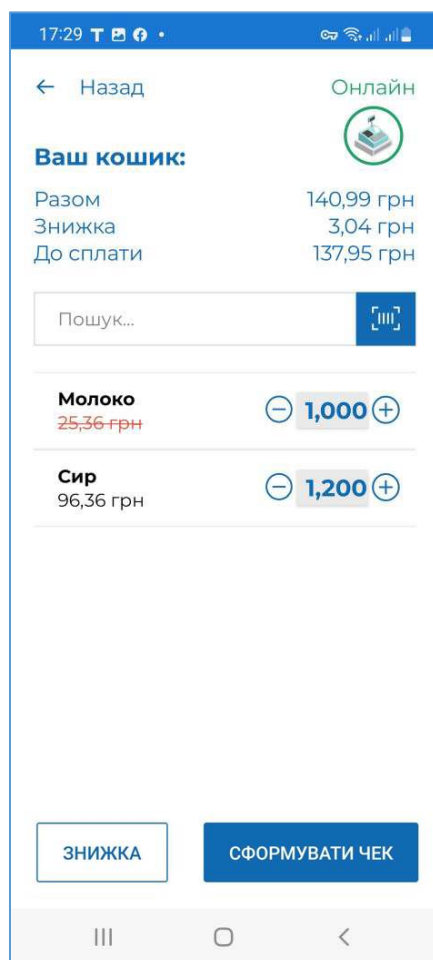 17:29
← Назад
Онлайн
Ваш кошик:
Разом 140,99 грн
Знижка 3,04 грн
До сплати 137,95 грн
Пошук...
Молоко
25,36 грн
1,000
Сир
96,36 грн
1,200
ЗНИЖКА
СФОРМУВАТИ ЧЕК